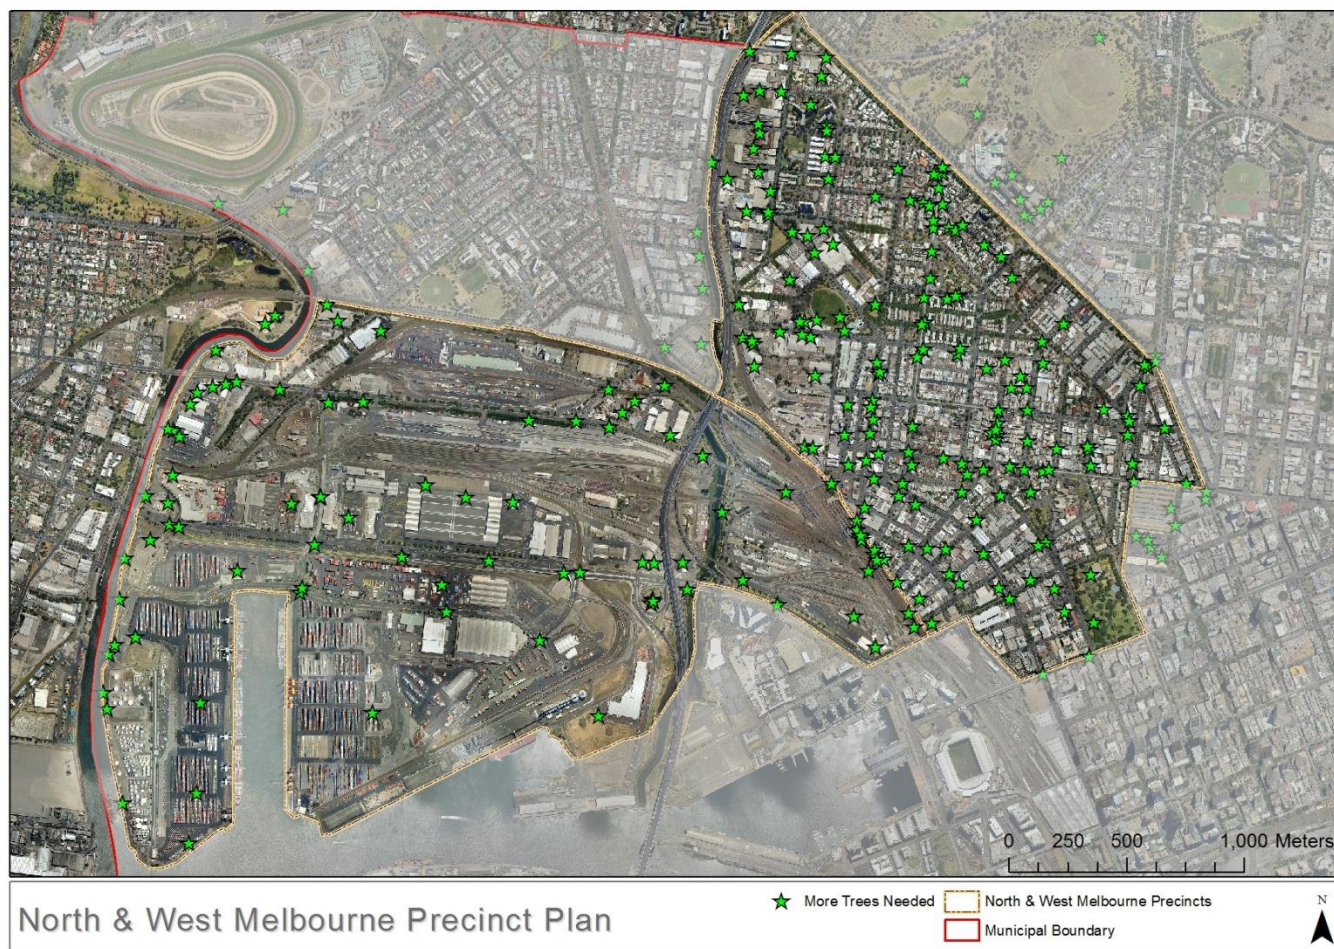 0 250 500 1,000 Meters
North & West Melbourne Precinct Plan
More Trees Needed
North & West Melbourne Precincts
Municipal Boundary
N